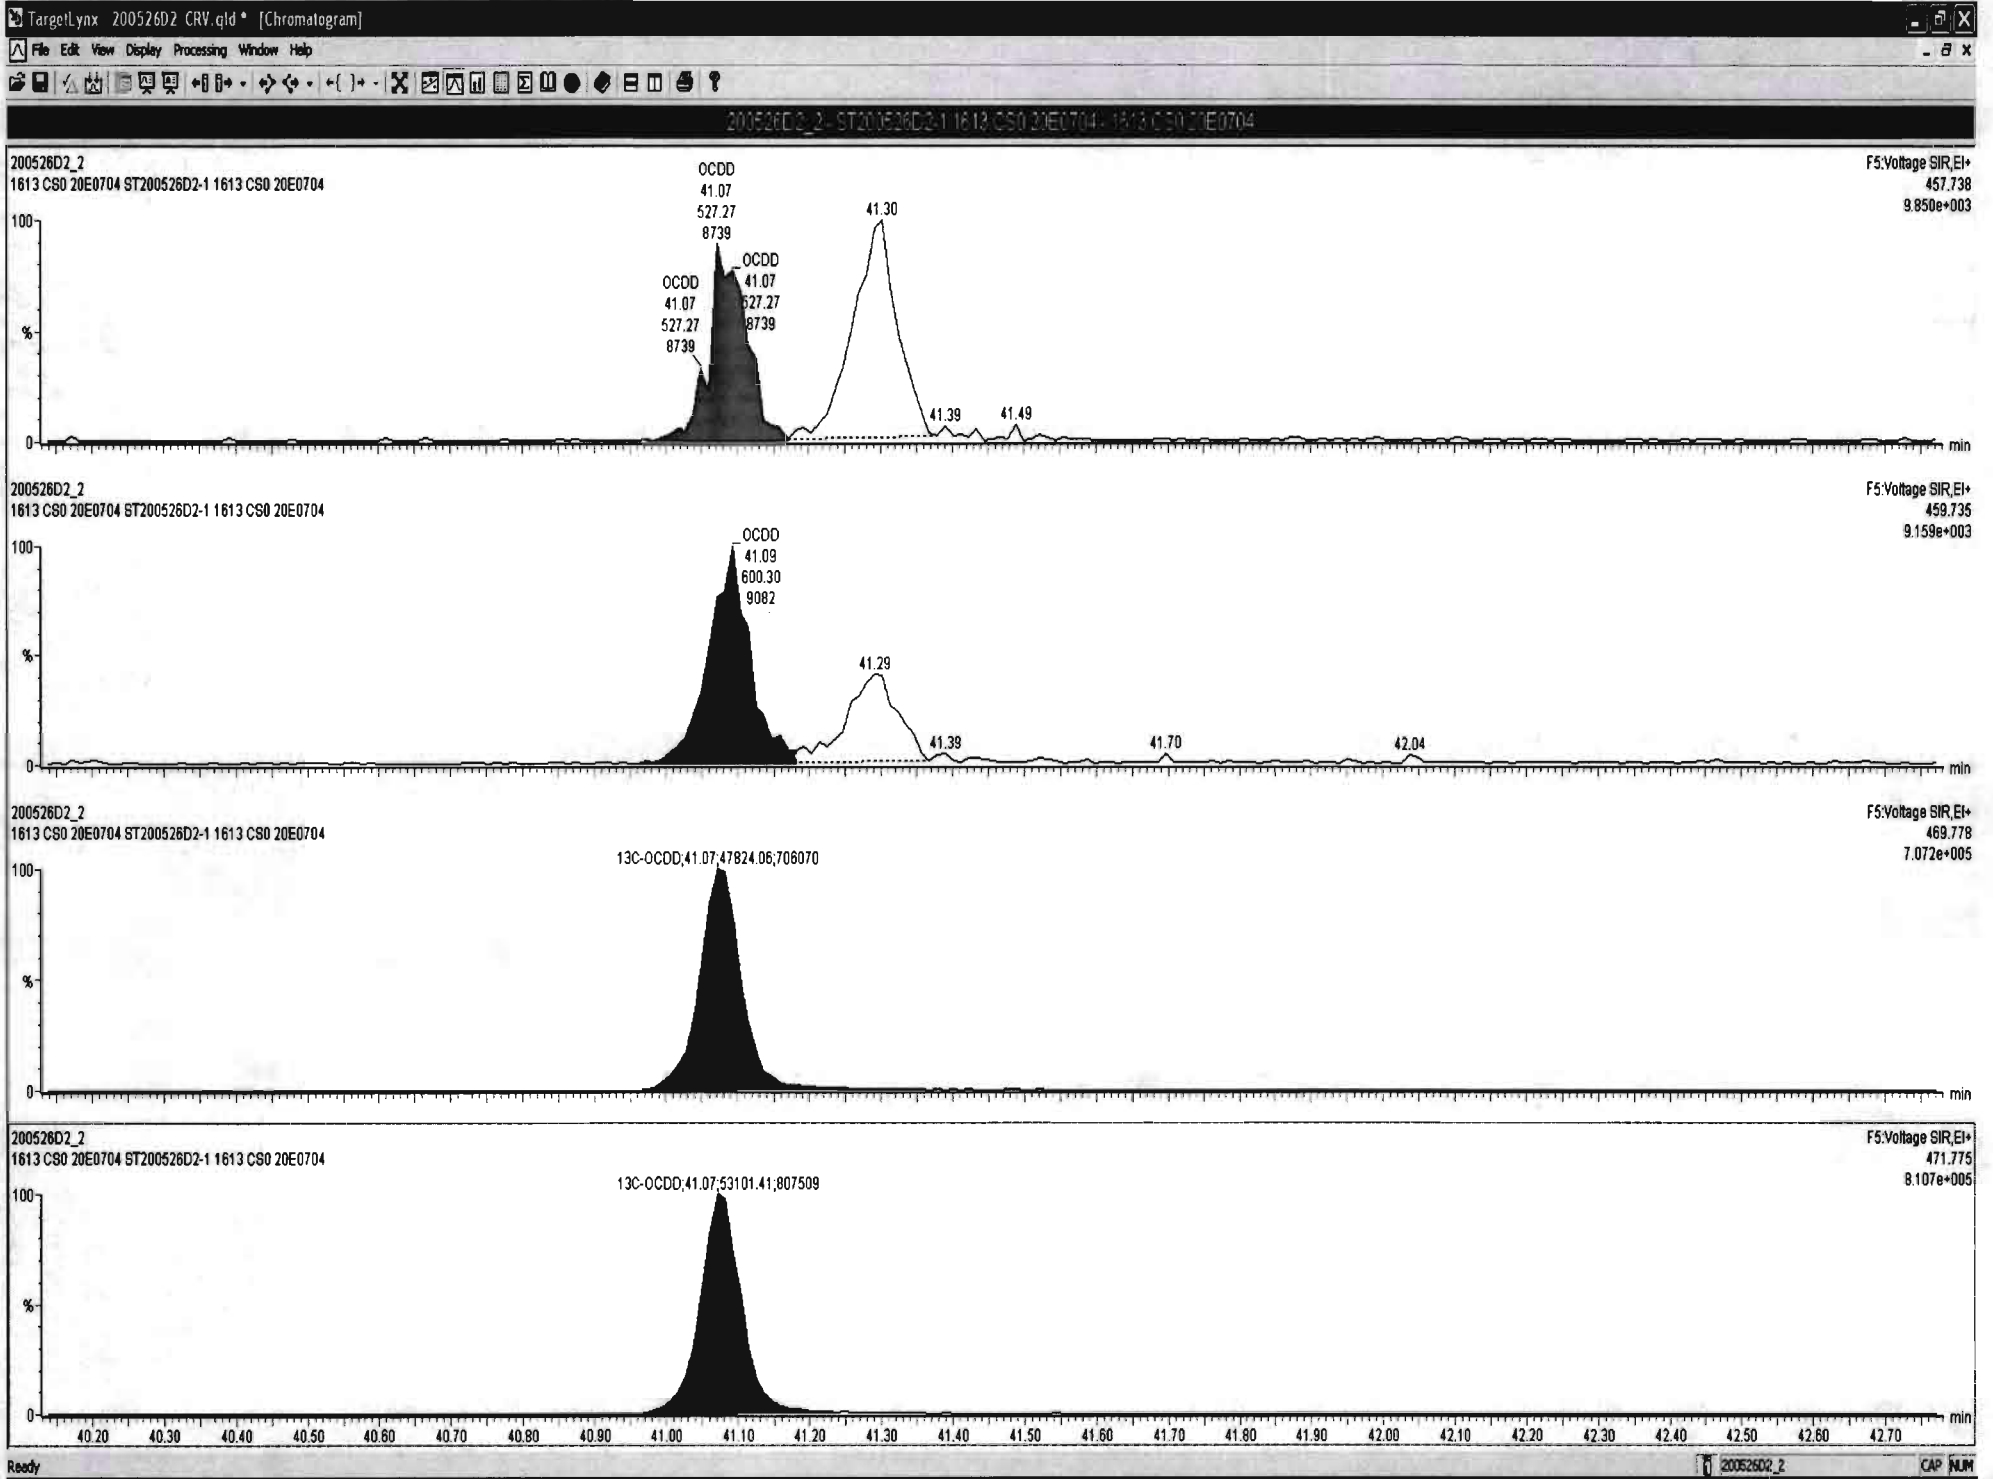 TargetLynx 200526D2 CRV.qld * [Chromatogram]
File Edit View Display Processing Window Help
200526D2_2 - ST200526D2-1 1613 CS0 20E0704 - 1613 CS0 20E0704
200526D2_2
1613 CS0 20E0704 ST200526D2-1 1613 CS0 20E0704
F5:Voltage SIR,EI+
457.738
9.850e+003
OCDD
41.07
527.27
8739
OCDD
41.07
527.27
8739
OCDD
41.07
527.27
8739
41.30
41.39
41.49
100
%
0
min
200526D2_2
1613 CS0 20E0704 ST200526D2-1 1613 CS0 20E0704
F5:Voltage SIR,EI+
459.735
9.159e+003
OCDD
41.09
600.30
9082
41.29
41.39
41.70
42.04
100
%
0
min
200526D2_2
1613 CS0 20E0704 ST200526D2-1 1613 CS0 20E0704
F5:Voltage SIR,EI+
469.778
7.072e+005
13C-OCDD;41.07;47824.06;706070
100
%
0
min
200526D2_2
1613 CS0 20E0704 ST200526D2-1 1613 CS0 20E0704
F5:Voltage SIR,EI+
471.775
8.107e+005
13C-OCDD;41.07;53101.41;807509
100
%
0
min
40.20 40.30 40.40 40.50 40.60 40.70 40.80 40.90 41.00 41.10 41.20 41.30 41.40 41.50 41.60 41.70 41.80 41.90 42.00 42.10 42.20 42.30 42.40 42.50 42.60 42.70
Ready
200526D2_2
CAP NUM